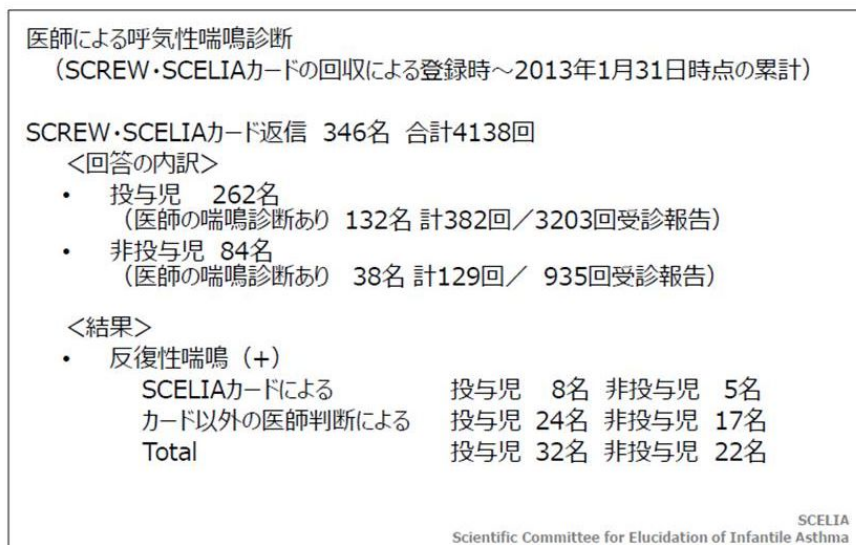 医師による呼気性喘鳴診断
（SCREW・SCELIAカードの回収による登録時～2013年1月31日時点の累計）
SCREW・SCELIAカード返信 346名 合計4138回
＜回答の内訳＞
• 投与児 262名
（医師の喘鳴診断あり 132名 計382回／3203回受診報告）
• 非投与児 84名
（医師の喘鳴診断あり 38名 計129回／ 935回受診報告）
＜結果＞
• 反復性喘鳴（+）
SCELIAカードによる 投与児 8名 非投与児 5名
カード以外の医師判断による 投与児 24名 非投与児 17名
Total 投与児 32名 非投与児 22名
SCELIA
Scientific Committee for Elucidation of Infantile Asthma